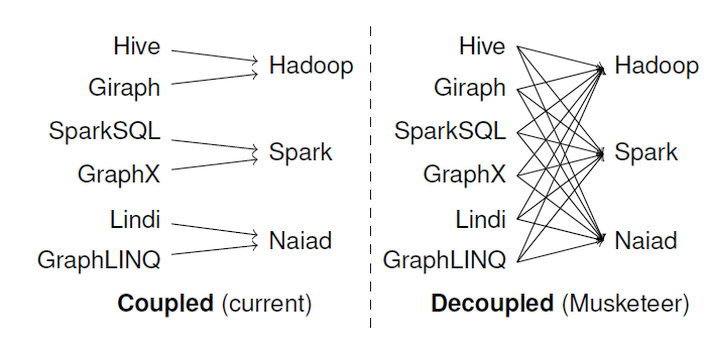 Hive
Hadoop
Giraph
SparkSQL
Spark
GraphX
Lindi
Naiad
GraphLINQ
Coupled (current)
Hive
Hadoop
Giraph
SparkSQL
Spark
GraphX
Lindi
Naiad
GraphLINQ
Decoupled (Musketeer)